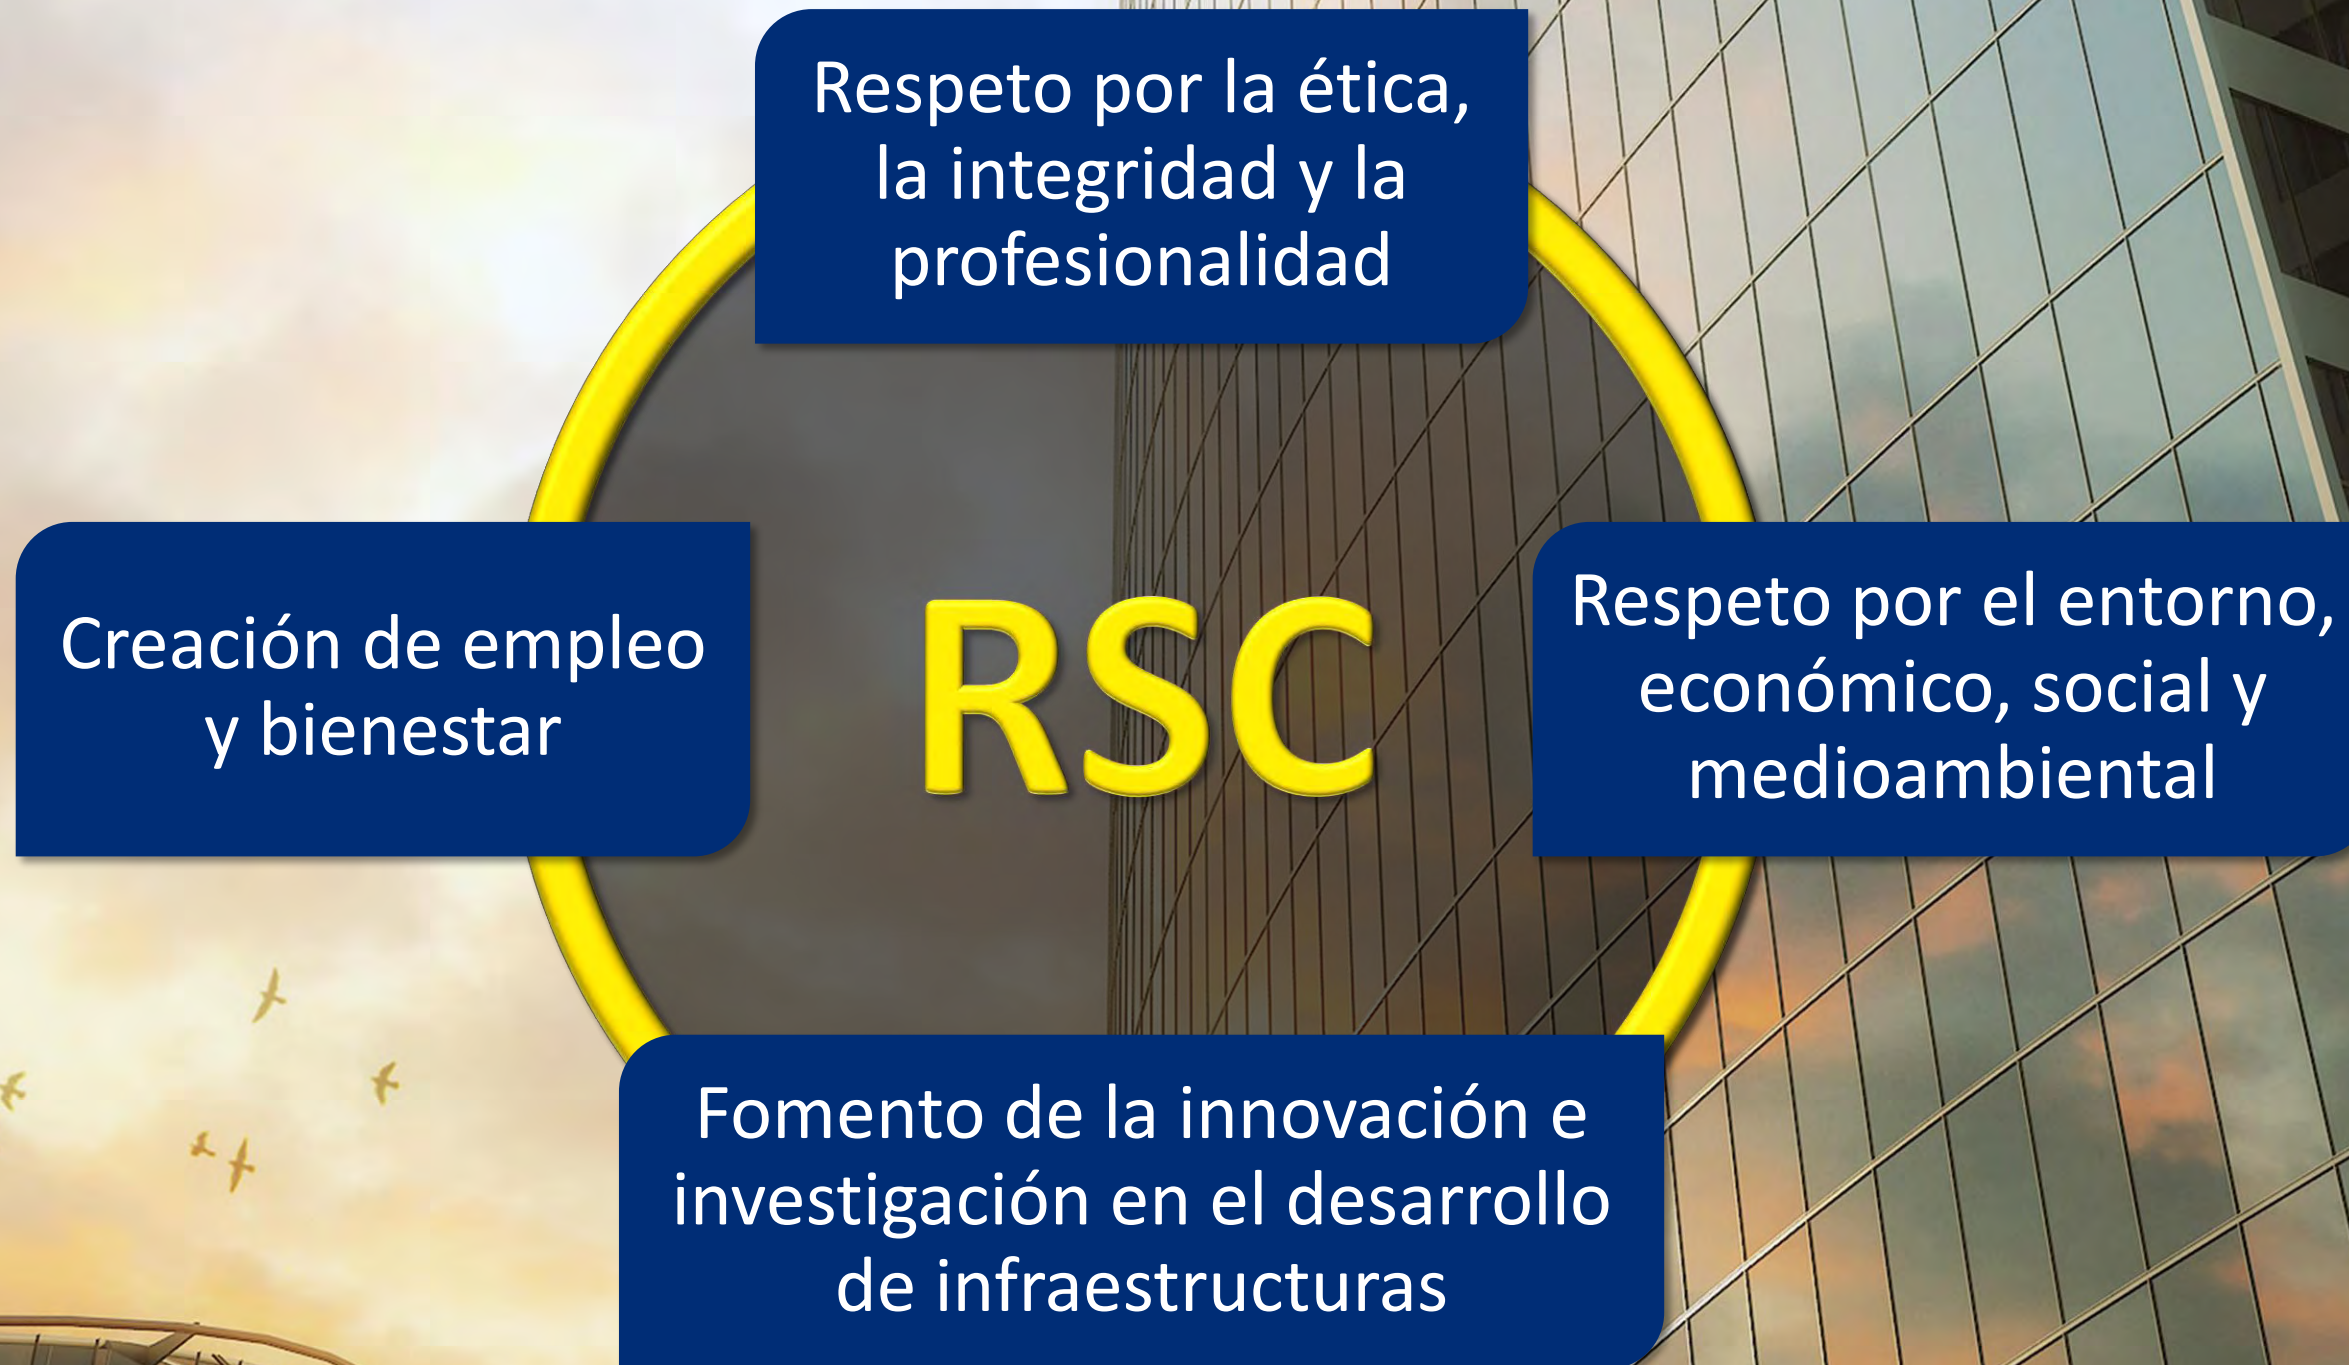 Respeto por la ética,
la integridad y la
profesionalidad
Creación de empleo
y bienestar
RSC
Respeto por el entorno,
económico, social y
medioambiental
Fomento de la innovación e
investigación en el desarrollo
de infraestructuras